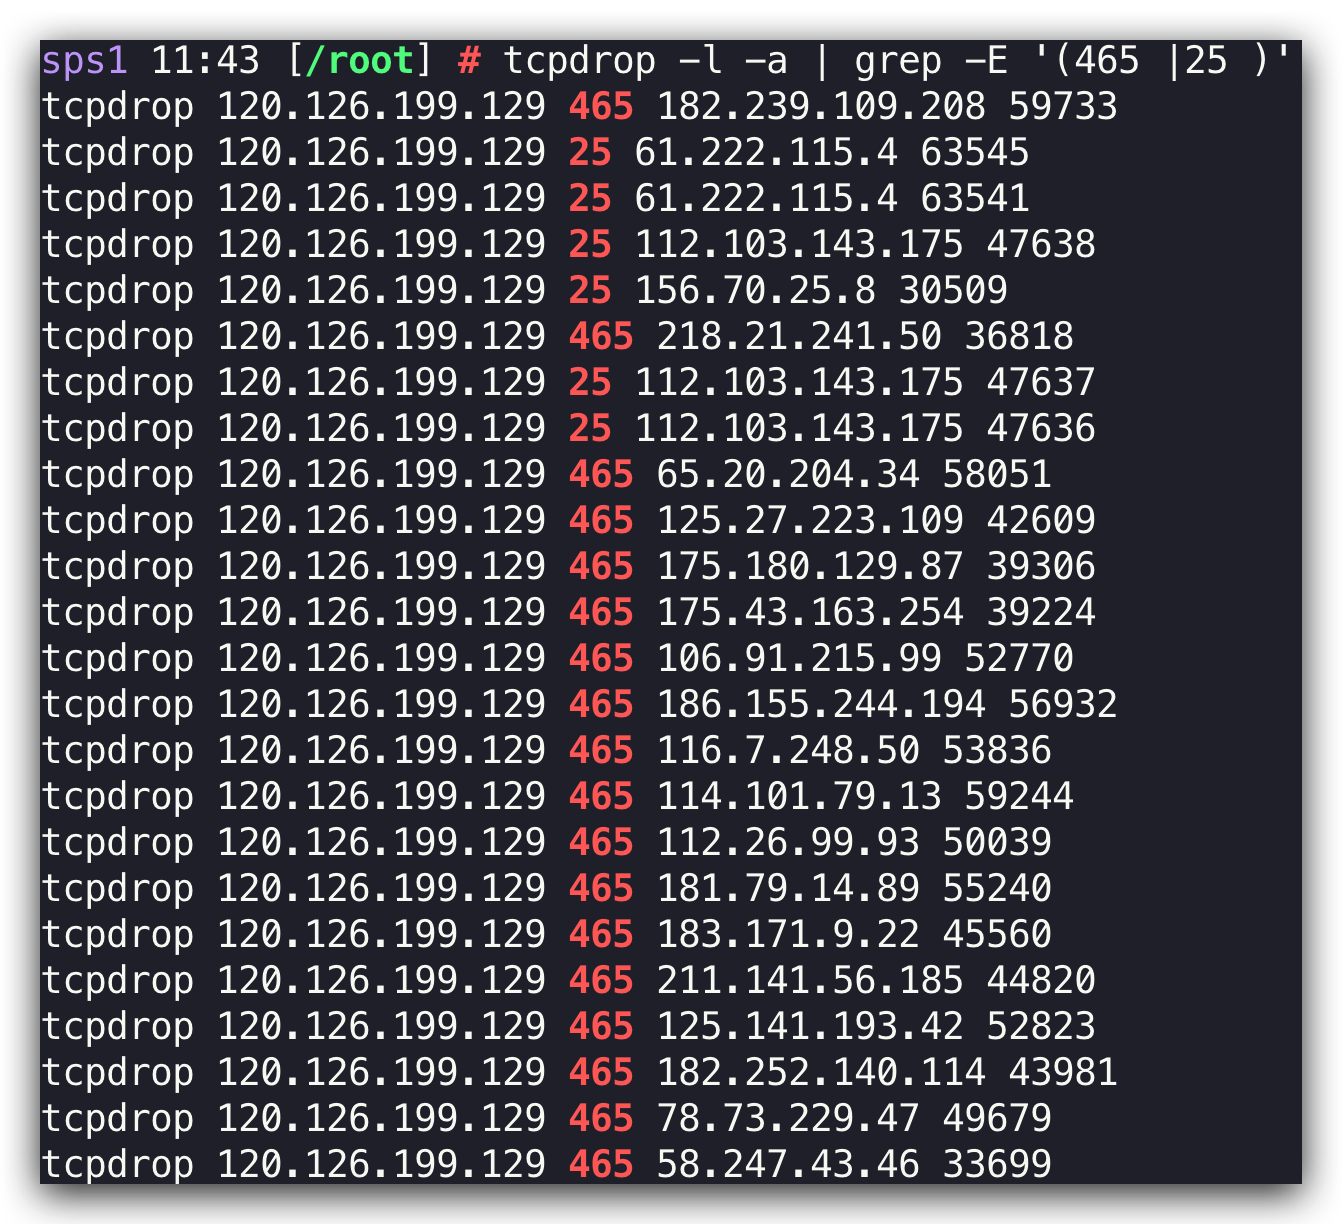 sps1 11:43 [/root] # tcpdrop -l -a | grep -E '(465 |25 )'
tcpdrop 120.126.199.129 465 182.239.109.208 59733
tcpdrop 120.126.199.129 25 61.222.115.4 63545
tcpdrop 120.126.199.129 25 61.222.115.4 63541
tcpdrop 120.126.199.129 25 112.103.143.175 47638
tcpdrop 120.126.199.129 25 156.70.25.8 30509
tcpdrop 120.126.199.129 465 218.21.241.50 36818
tcpdrop 120.126.199.129 25 112.103.143.175 47637
tcpdrop 120.126.199.129 25 112.103.143.175 47636
tcpdrop 120.126.199.129 465 65.20.204.34 58051
tcpdrop 120.126.199.129 465 125.27.223.109 42609
tcpdrop 120.126.199.129 465 175.180.129.87 39306
tcpdrop 120.126.199.129 465 175.43.163.254 39224
tcpdrop 120.126.199.129 465 106.91.215.99 52770
tcpdrop 120.126.199.129 465 186.155.244.194 56932
tcpdrop 120.126.199.129 465 116.7.248.50 53836
tcpdrop 120.126.199.129 465 114.101.79.13 59244
tcpdrop 120.126.199.129 465 112.26.99.93 50039
tcpdrop 120.126.199.129 465 181.79.14.89 55240
tcpdrop 120.126.199.129 465 183.171.9.22 45560
tcpdrop 120.126.199.129 465 211.141.56.185 44820
tcpdrop 120.126.199.129 465 125.141.193.42 52823
tcpdrop 120.126.199.129 465 182.252.140.114 43981
tcpdrop 120.126.199.129 465 78.73.229.47 49679
tcpdrop 120.126.199.129 465 58.247.43.46 33699